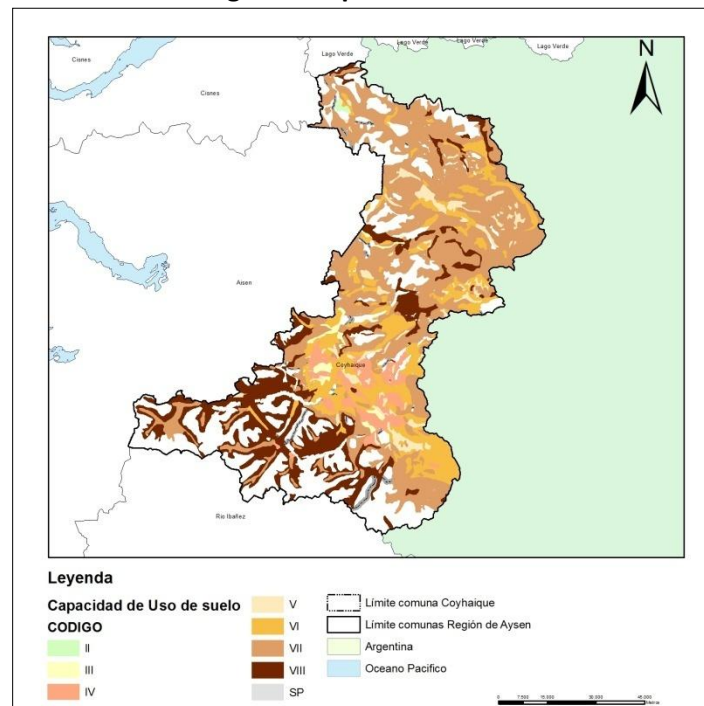 Lago Verde
Lago Verde
Lago Verde
Lago Verde
Cisnes
Cisnes
N
Aisen
Coyhaique
Rio Ibañez
Leyenda
Capacidad de Uso de suelo
CODIGO
II
III
IV
V
VI
VII
VIII
SP
Límite comuna Coyhaique
Límite comunas Región de Aysen
Argentina
Oceano Pacifico
0 7.500 15.000 30.000 45.000